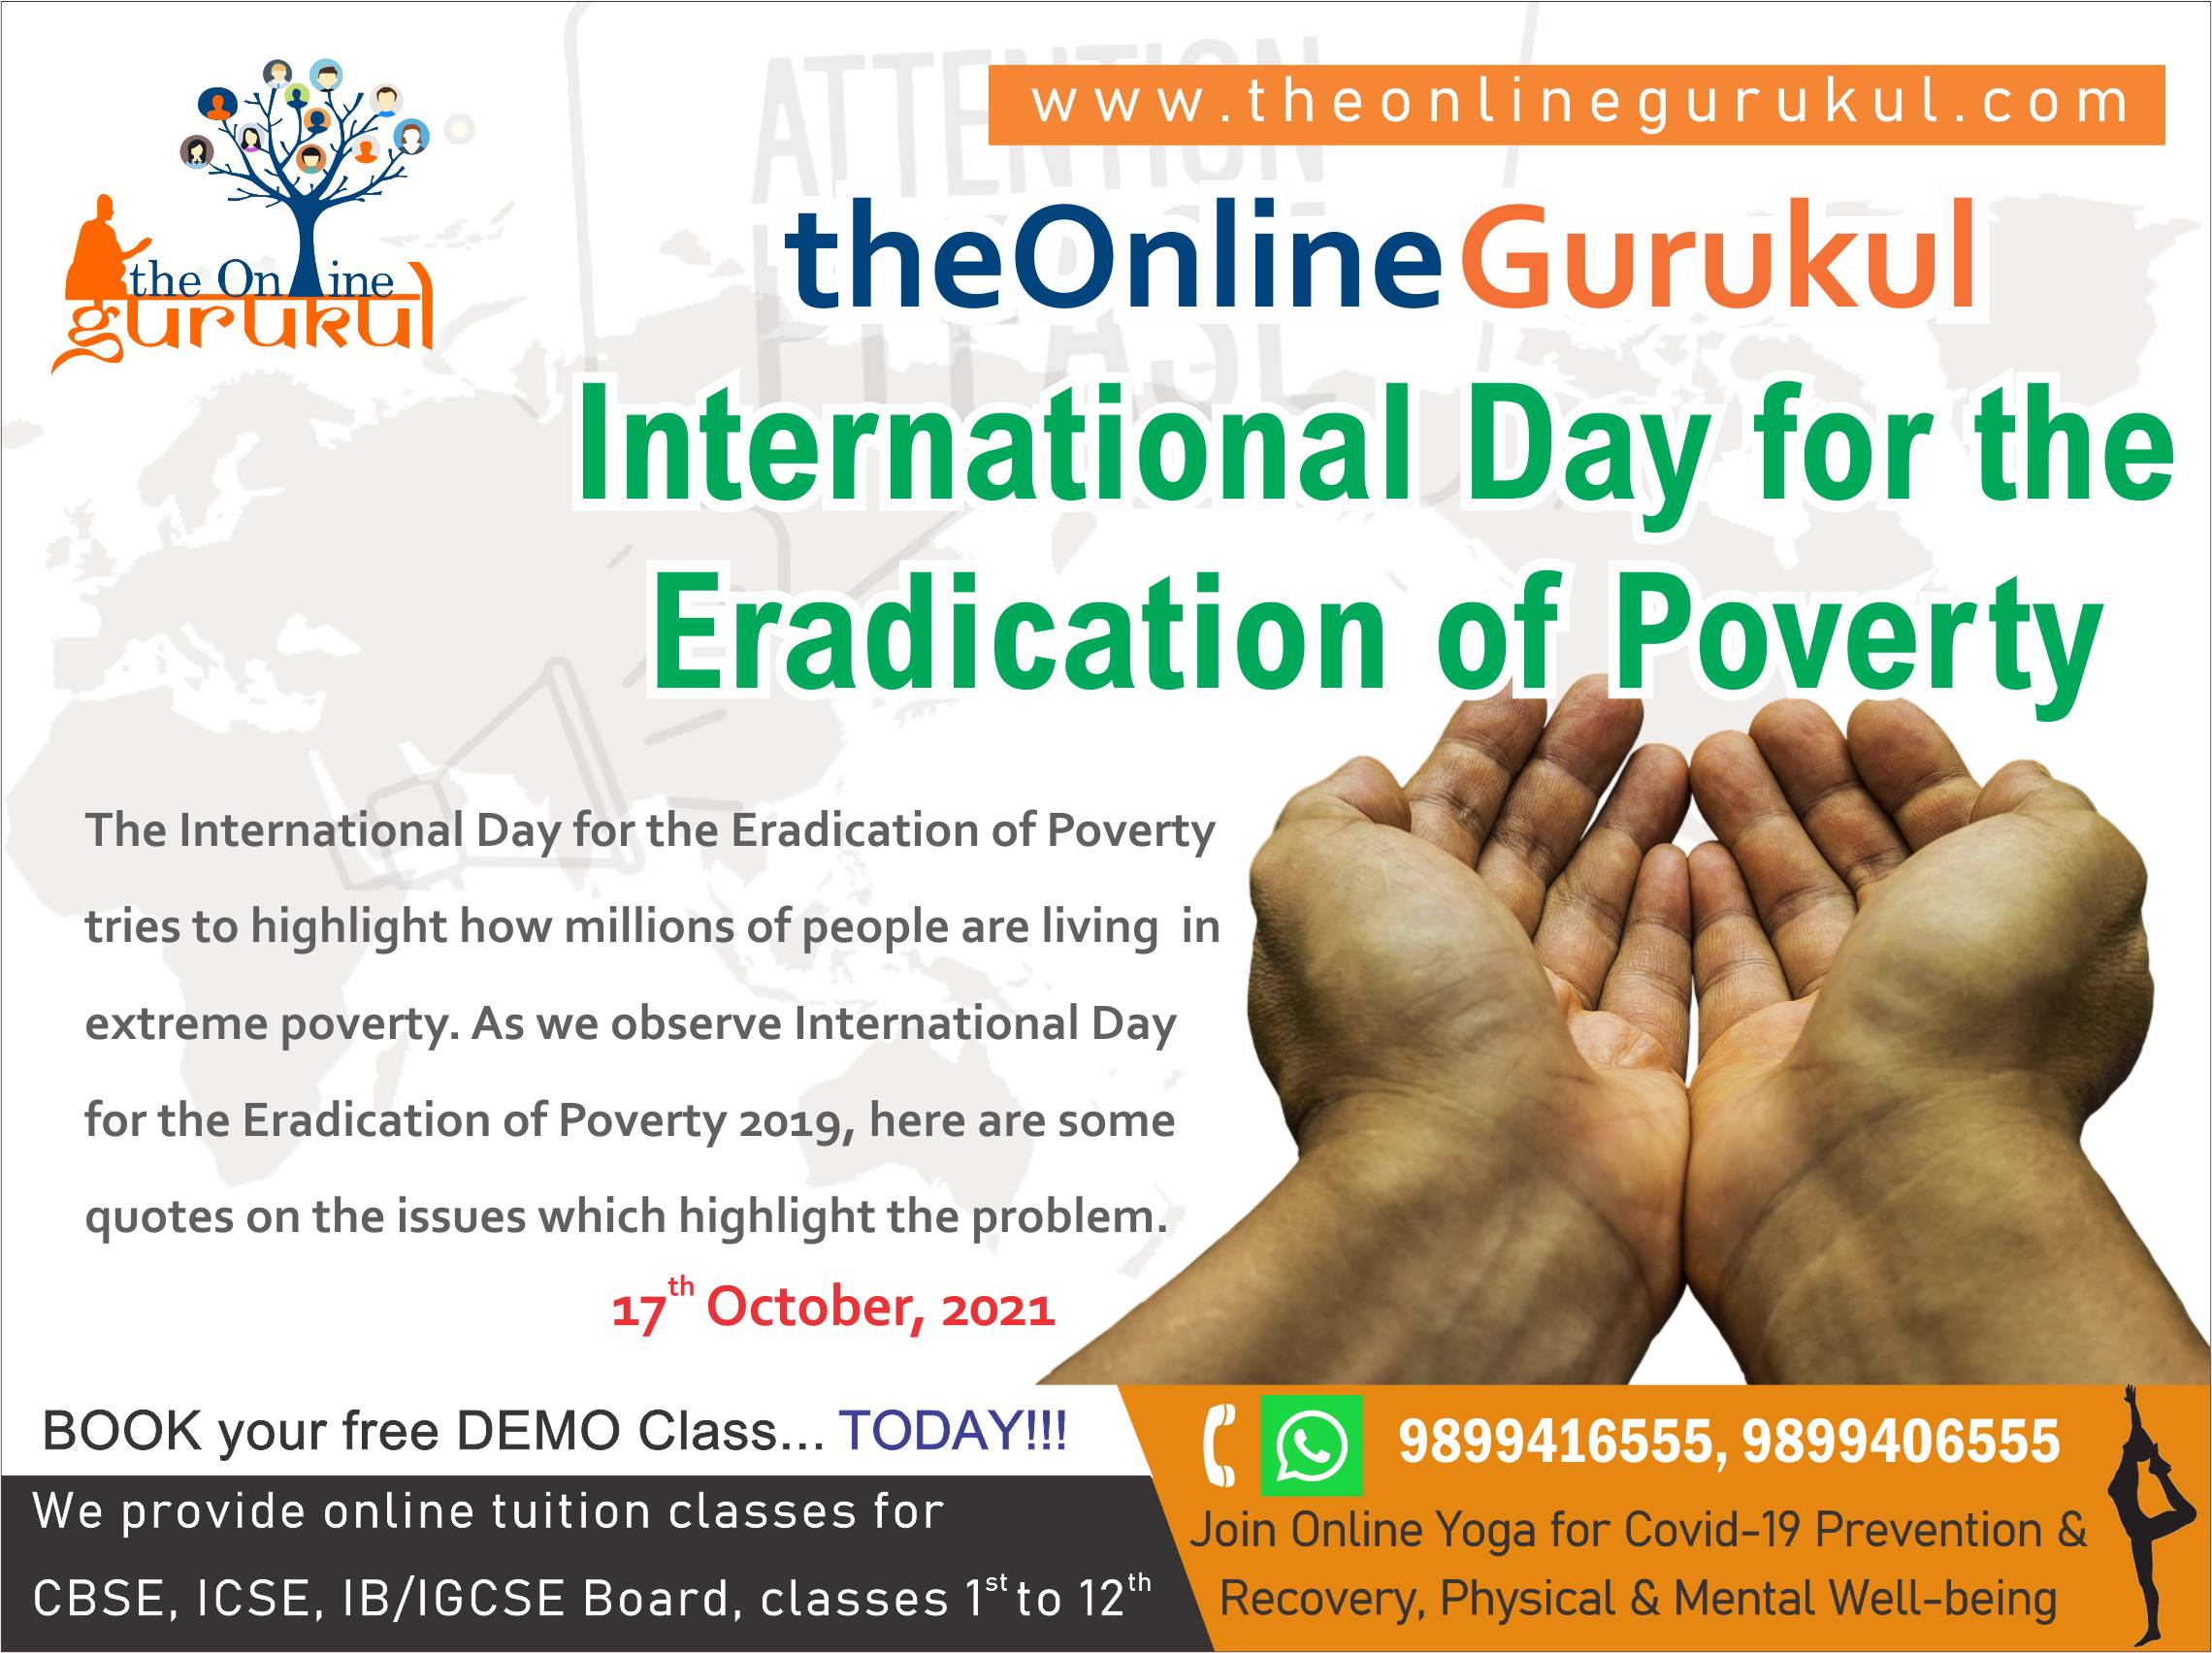 the Online
gurukul
ATTENTION
PLEASE
www.theonlinegurukul.com
theOnlineGurukul
International Day for the
Eradication of Poverty
The International Day for the Eradication of Poverty
tries to highlight how millions of people are living in
extreme poverty. As we observe International Day
for the Eradication of Poverty 2019, here are some
quotes on the issues which highlight the problem.
17th October, 2021
BOOK your free DEMO Class... TODAY!!!
We provide online tuition classes for
CBSE, ICSE, IB/IGCSE Board, classes 1st to 12th
9899416555, 9899406555
Join Online Yoga for Covid-19 Prevention &
Recovery, Physical & Mental Well-being